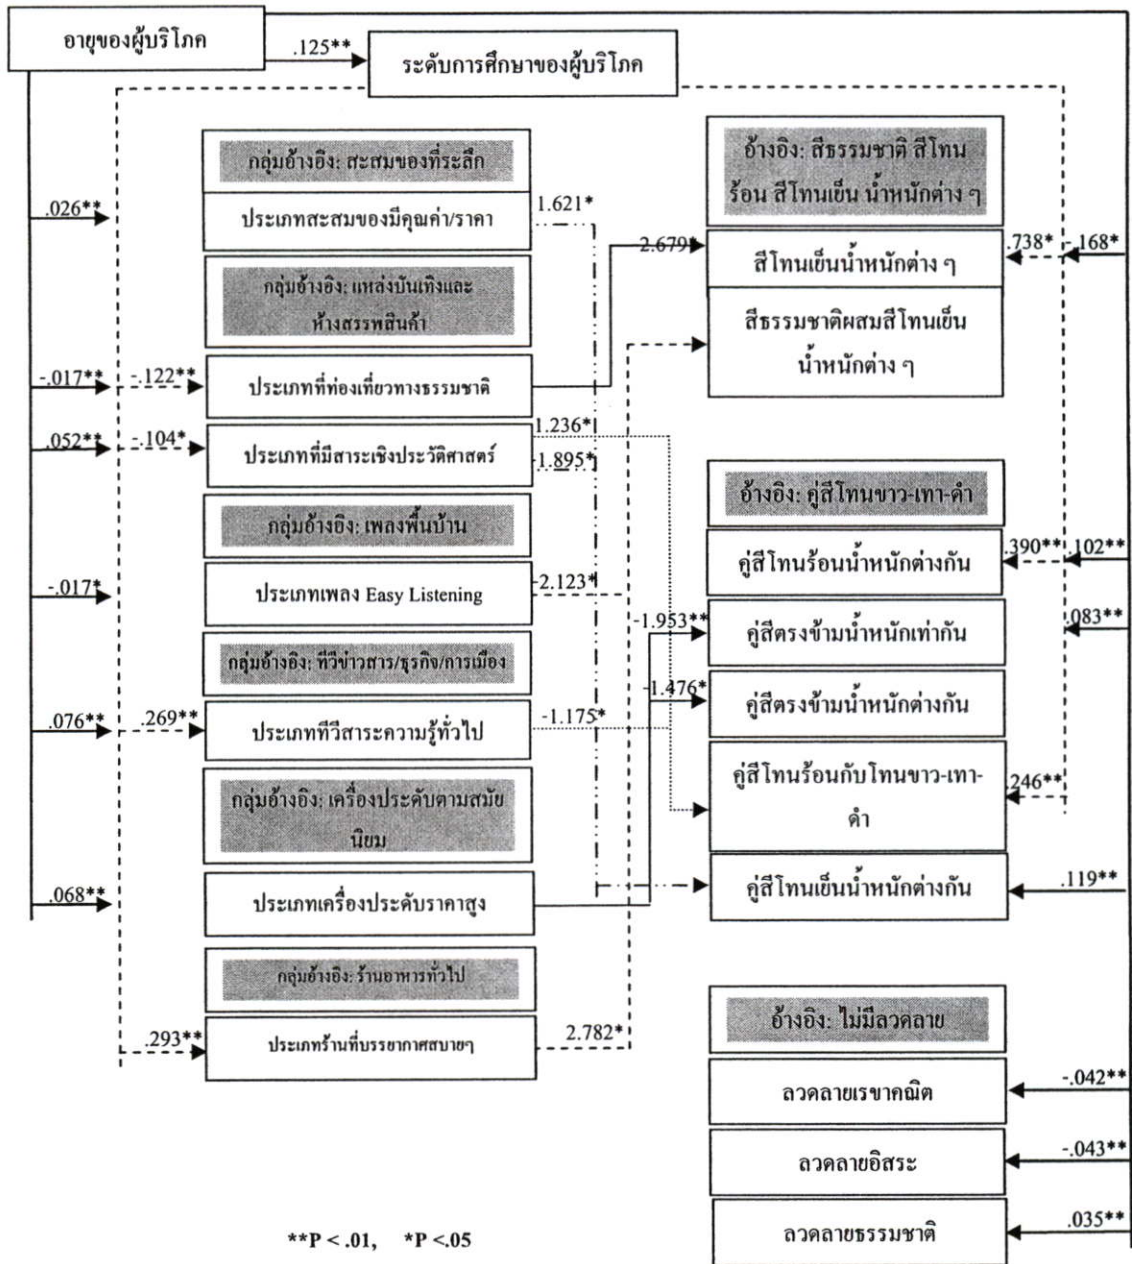 อายุของผู้บริโภค
.125**
ระดับการศึกษาของผู้บริโภค
กลุ่มอ้างอิง: สะสมของที่ระลึก
.026**
ประเภทสะสมของมีคุณค่า/ราคา
1.621*
กลุ่มอ้างอิง: แหล่งบันเทิงและ
ห้างสรรพสินค้า
-.017**
-.122**
ประเภทที่ท่องเที่ยวทางธรรมชาติ
2.679*
.052**
-.104*
ประเภทที่มีสาระเชิงประวัติศาสตร์
1.236*
-1.895*
กลุ่มอ้างอิง: เพลงพื้นบ้าน
-.017*
ประเภทเพลง Easy Listening
-2.123*
กลุ่มอ้างอิง: ทีวีข่าวสาร/ธุรกิจ/การเมือง
.076**
.269**
ประเภททีวีสาระความรู้ทั่วไป
-1.175*
กลุ่มอ้างอิง: เครื่องประดับตามสมัย
นิยม
.068**
ประเภทเครื่องประดับราคาสูง
กลุ่มอ้างอิง: ร้านอาหารทั่วไป
.293**
ประเภทร้านที่บรรยากาศสบายๆ
2.782*
อ้างอิง: สีธรรมชาติ สีโทน
ร้อน สีโทนเย็น น้ำหนักต่าง ๆ
สีโทนเย็นน้ำหนักต่าง ๆ
.738*
-.168*
สีธรรมชาติผสมสีโทนเย็น
น้ำหนักต่าง ๆ
อ้างอิง: คู่สีโทนขาว-เทา-ดำ
คู่สีโทนร้อนน้ำหนักต่างกัน
.390**
.102**
-1.953**
คู่สีตรงข้ามน้ำหนักเท่ากัน
.083**
-1.476*
คู่สีตรงข้ามน้ำหนักต่างกัน
คู่สีโทนร้อนกับโทนขาว-เทา-
ดำ
.246**
คู่สีโทนเย็นน้ำหนักต่างกัน
.119**
อ้างอิง: ไม่มีลวดลาย
ลวดลายเรขาคณิต
-.042**
ลวดลายอิสระ
-.043**
ลวดลายธรรมชาติ
.035**
**P < .01, *P <.05